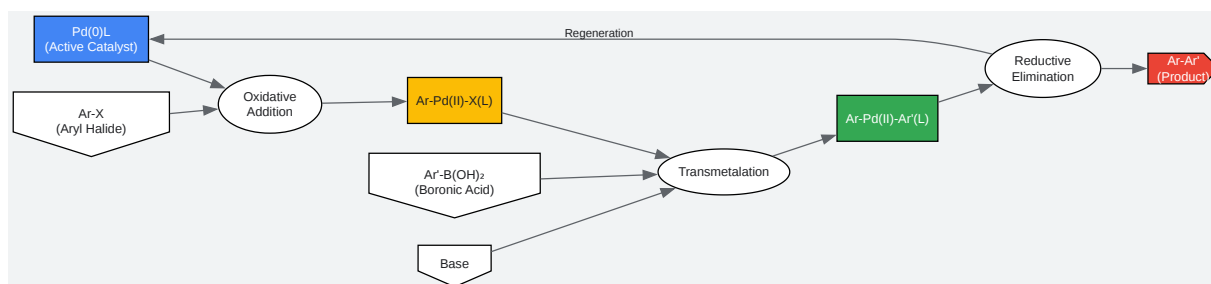 Pd(0)L
(Active Catalyst)
Ar-X
(Aryl Halide)
Oxidative
Addition
Ar-Pd(II)-X(L)
Ar'-B(OH)₂
(Boronic Acid)
Base
Transmetalation
Ar-Pd(II)-Ar'(L)
Regeneration
Reductive
Elimination
Ar-Ar'
(Product)